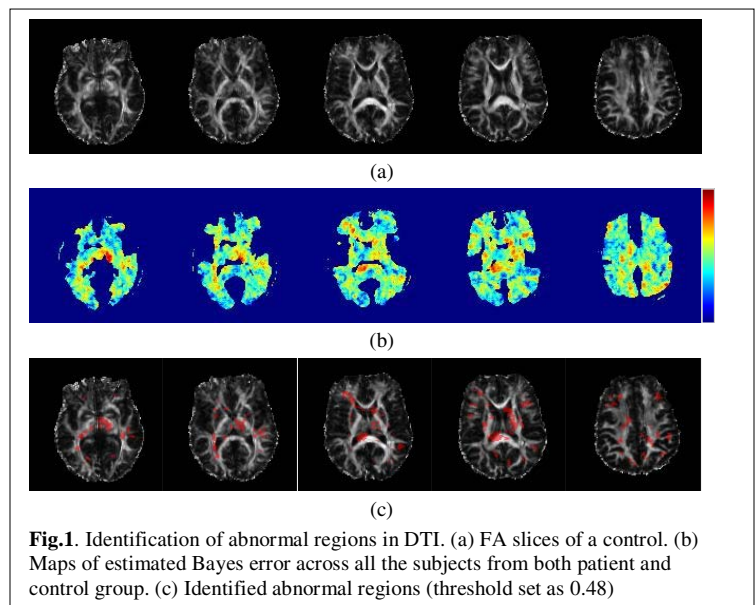 (a)
(b)
(c)
Fig.1. Identification of abnormal regions in DTI. (a) FA slices of a control. (b)
Maps of estimated Bayes error across all the subjects from both patient and
control group. (c) Identified abnormal regions (threshold set as 0.48)